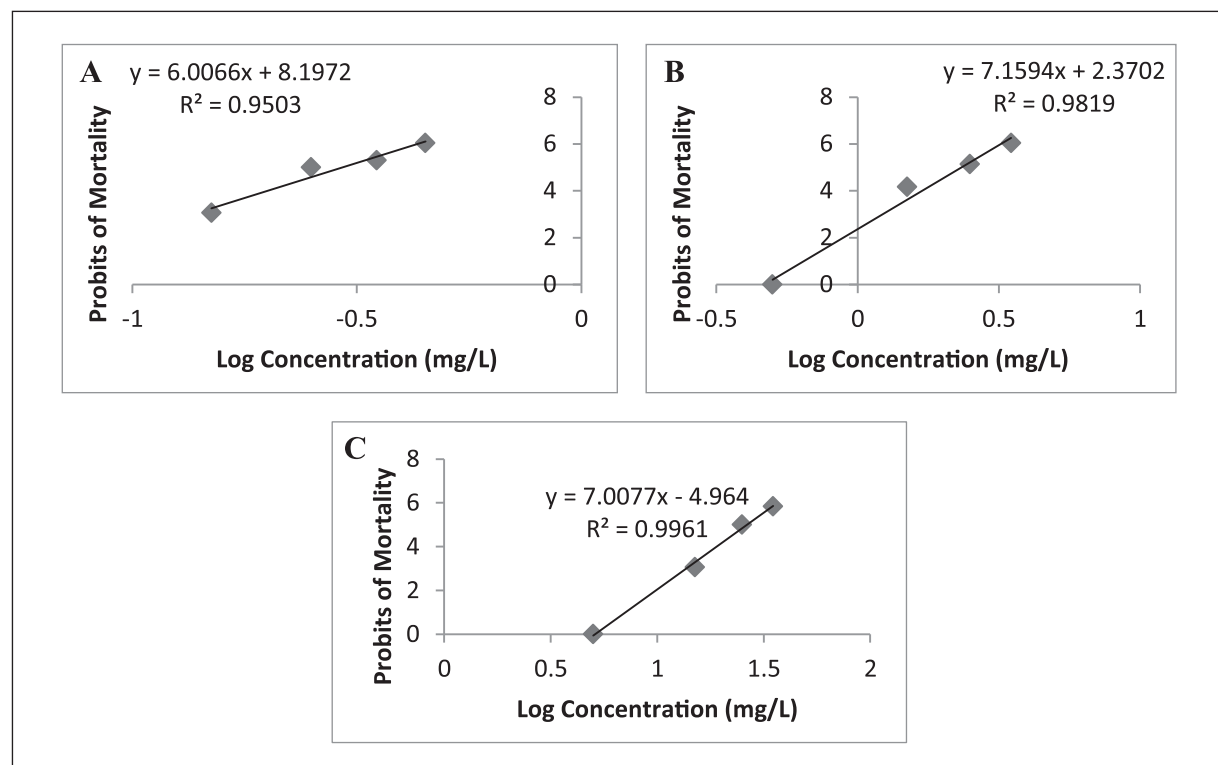 A
y = 6.0066x + 8.1972
R² = 0.9503
Probits of Mortality
8
6
4
2
0
-1
-0.5
0
Log Concentration (mg/L)
B
y = 7.1594x + 2.3702
R² = 0.9819
Probits of Mortality
8
6
4
2
0
-0.5
0
0.5
1
Log Concentration (mg/L)
C
y = 7.0077x - 4.964
R² = 0.9961
Probits of Mortality
8
6
4
2
0
0
0.5
1
1.5
2
Log Concentration (mg/L)